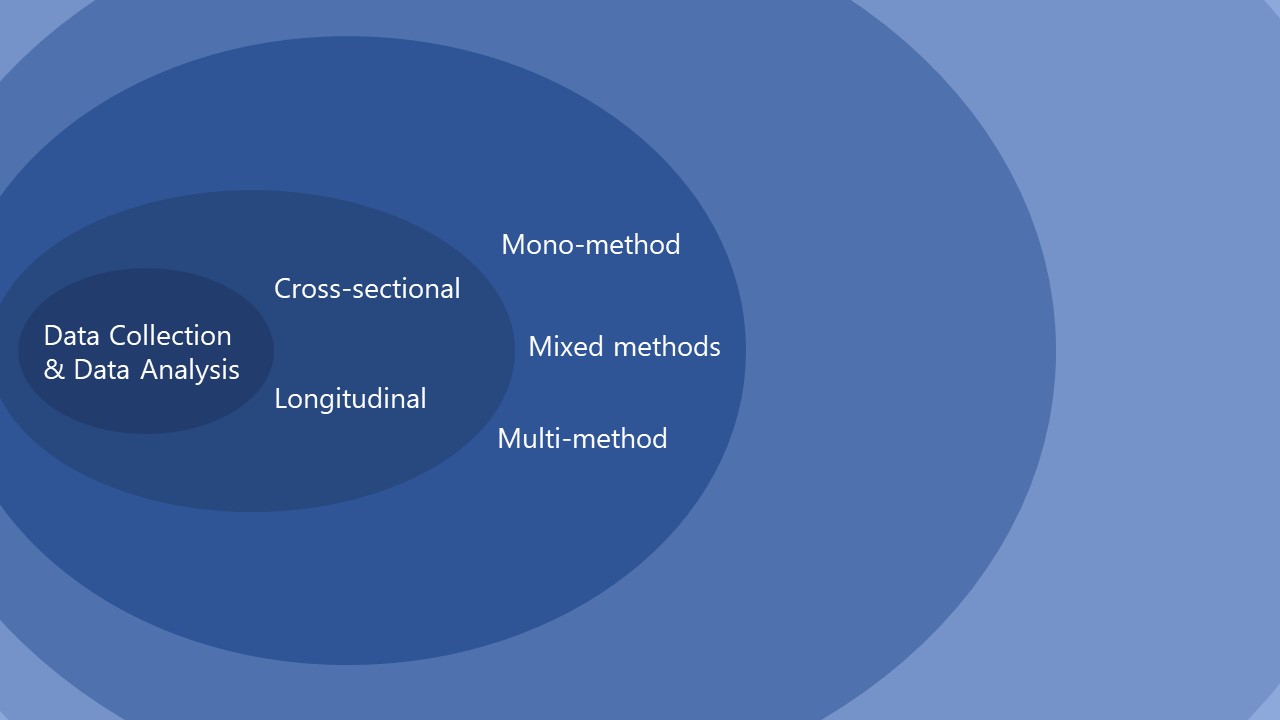 Mono-method
Cross-sectional
Data Collection
& Data Analysis
Mixed methods
Longitudinal
Multi-method